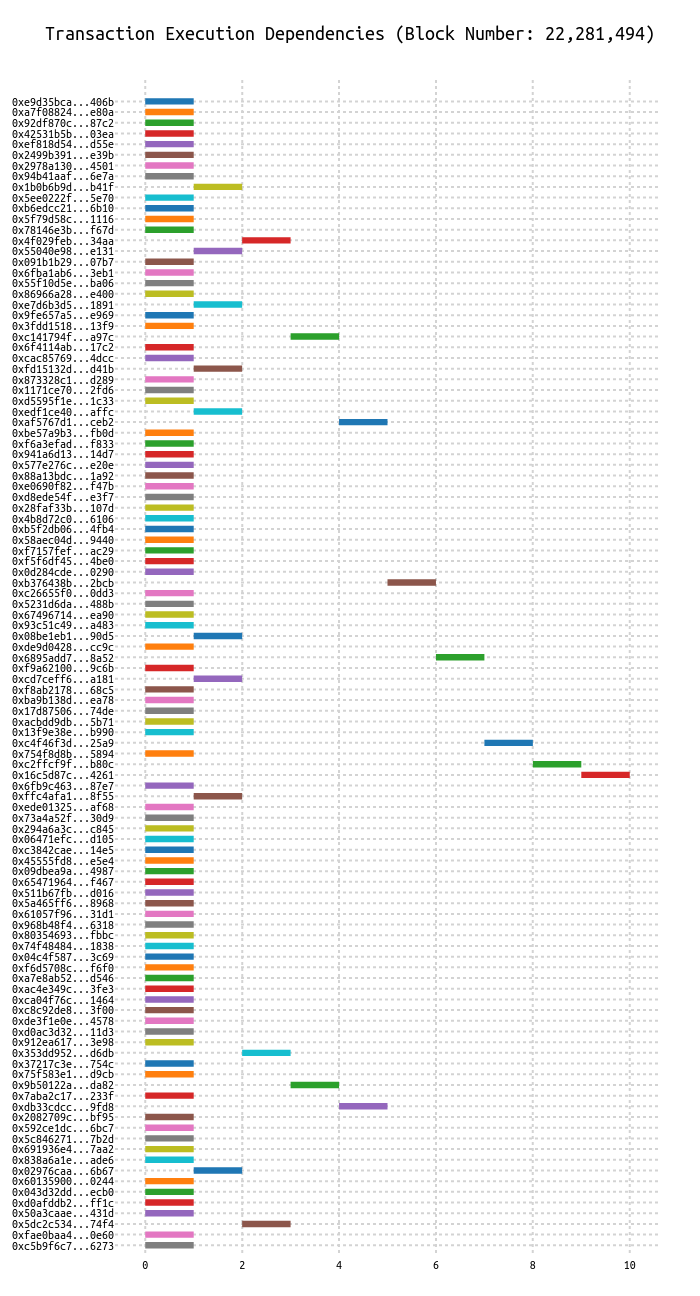 Transaction Execution Dependencies (Block Number: 22,281,494)
0xe9d35bca...406b
0xa7f08824...e80a
0x92df870c...87c2
0x42531b5b...03ea
0xef818d54...d55e
0x2499b391...e39b
0x2978a130...4501
0x94b41aaf...6e7a
0x1b0b6b9d...b41f
0x5ee0222f...5e70
0xb6edcc21...6b10
0x5f79d58c...1116
0x78146e3b...f67d
0x4f029feb...34aa
0x55040e98...e131
0x091b1b29...07b7
0x6fba1ab6...3eb1
0x55f10d5e...ba06
0x86966a28...e400
0xe7d6b3d5...1891
0x9fe657a5...e969
0x3fdd1518...13f9
0xc141794f...a97c
0x6f4114ab...17c2
0xcac85769...4dcc
0xfd15132d...d41b
0x873328c1...d289
0x1171ce70...2fd6
0xd5595f1e...1c33
0xedf1ce40...affc
0xaf5767d1...ceb2
0xbe57a9b3...fb0d
0xf6a3efad...f833
0x941a6d13...14d7
0x577e276c...e20e
0x88a13bdc...1a92
0xe0690f82...f47b
0xd8ede54f...e3f7
0x28faf33b...107d
0x4b8d72c0...6106
0xb5f2db06...4fb4
0x58aec04d...9440
0xf7157fef...ac29
0xf5f6df45...4be0
0x0d284cde...0290
0xb376438b...2bcb
0xc26655f0...0dd3
0x5231d6da...488b
0x67496714...ea90
0x93c51c49...a483
0x08be1eb1...90d5
0xde9d0428...cc9c
0x6895add7...8a52
0xf9a62100...9c6b
0xcd7ceff6...a181
0xf8ab2178...68c5
0xba9b138d...ea78
0x17d87506...74de
0xacbdd9db...5b71
0x13f9e38e...b990
0xc4f46f3d...25a9
0x754f8d8b...5894
0xc2ffcf9f...b80c
0x16c5d87c...4261
0x6fb9c463...87e7
0xffc4afa1...8f55
0xede01325...af68
0x73a4a52f...30d9
0x294a6a3c...c845
0x06471efc...d105
0xc3842cae...14e5
0x45555fd8...e5e4
0x09dbea9a...4987
0x65471964...f467
0x511b67fb...d016
0x5a465ff6...8968
0x61057f96...31d1
0x968b48f4...6318
0x80354693...fbbc
0x74f48484...1838
0x04c4f587...3c69
0xf6d5708c...f6f0
0xa7e8ab52...d546
0xac4e349c...3fe3
0xca04f76c...1464
0xc8c92de8...3f00
0xde3f1e0e...4578
0xd0ac3d32...11d3
0x912ea617...3e98
0x353dd952...d6db
0x37217c3e...754c
0x75f583e1...d9cb
0x9b50122a...da82
0x7aba2c17...233f
0xdb33cdcc...9fd8
0x2082709c...bf95
0x592ce1dc...6bc7
0x5c846271...7b2d
0x691936e4...7aa2
0x838a6a1e...ade6
0x02976caa...6b67
0x60135900...0244
0x043d32dd...ecb0
0xd0afddb2...ff1c
0x50a3caae...431d
0x5dc2c534...74f4
0xfae0baa4...0e60
0xc5b9f6c7...6273
0 2 4 6 8 10